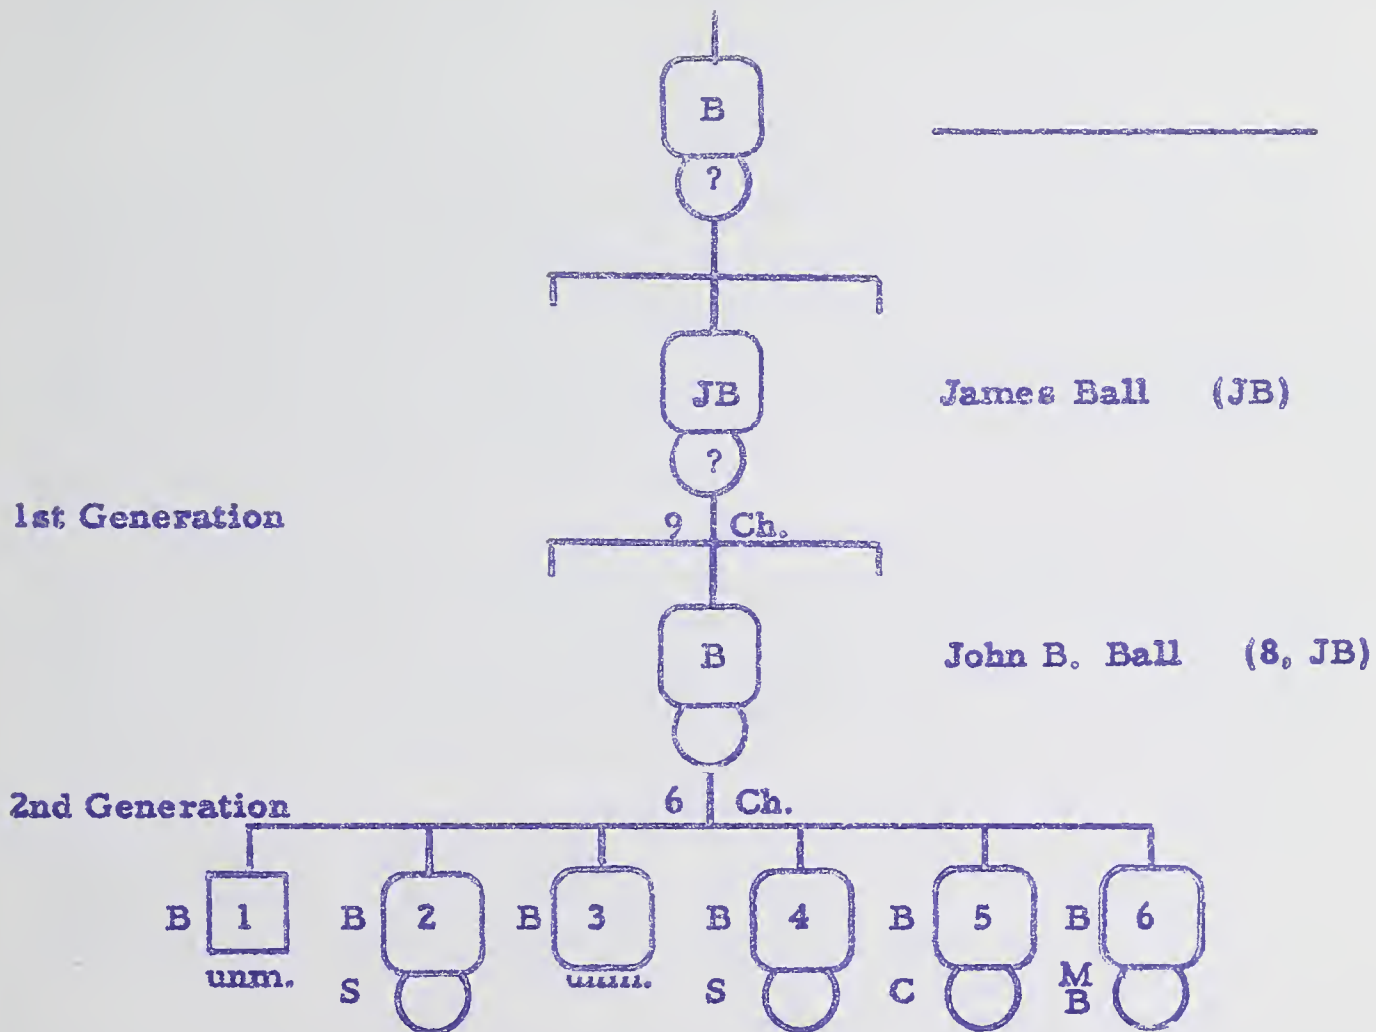 B
?
JB
James Ball (JB)
?
1st Generation
9 Ch.
B
John B. Ball (8, JB)
2nd Generation
6 Ch.
B 1 B 2 B 3 B 4 B 5 B 6
unm. unm.
S S C M B